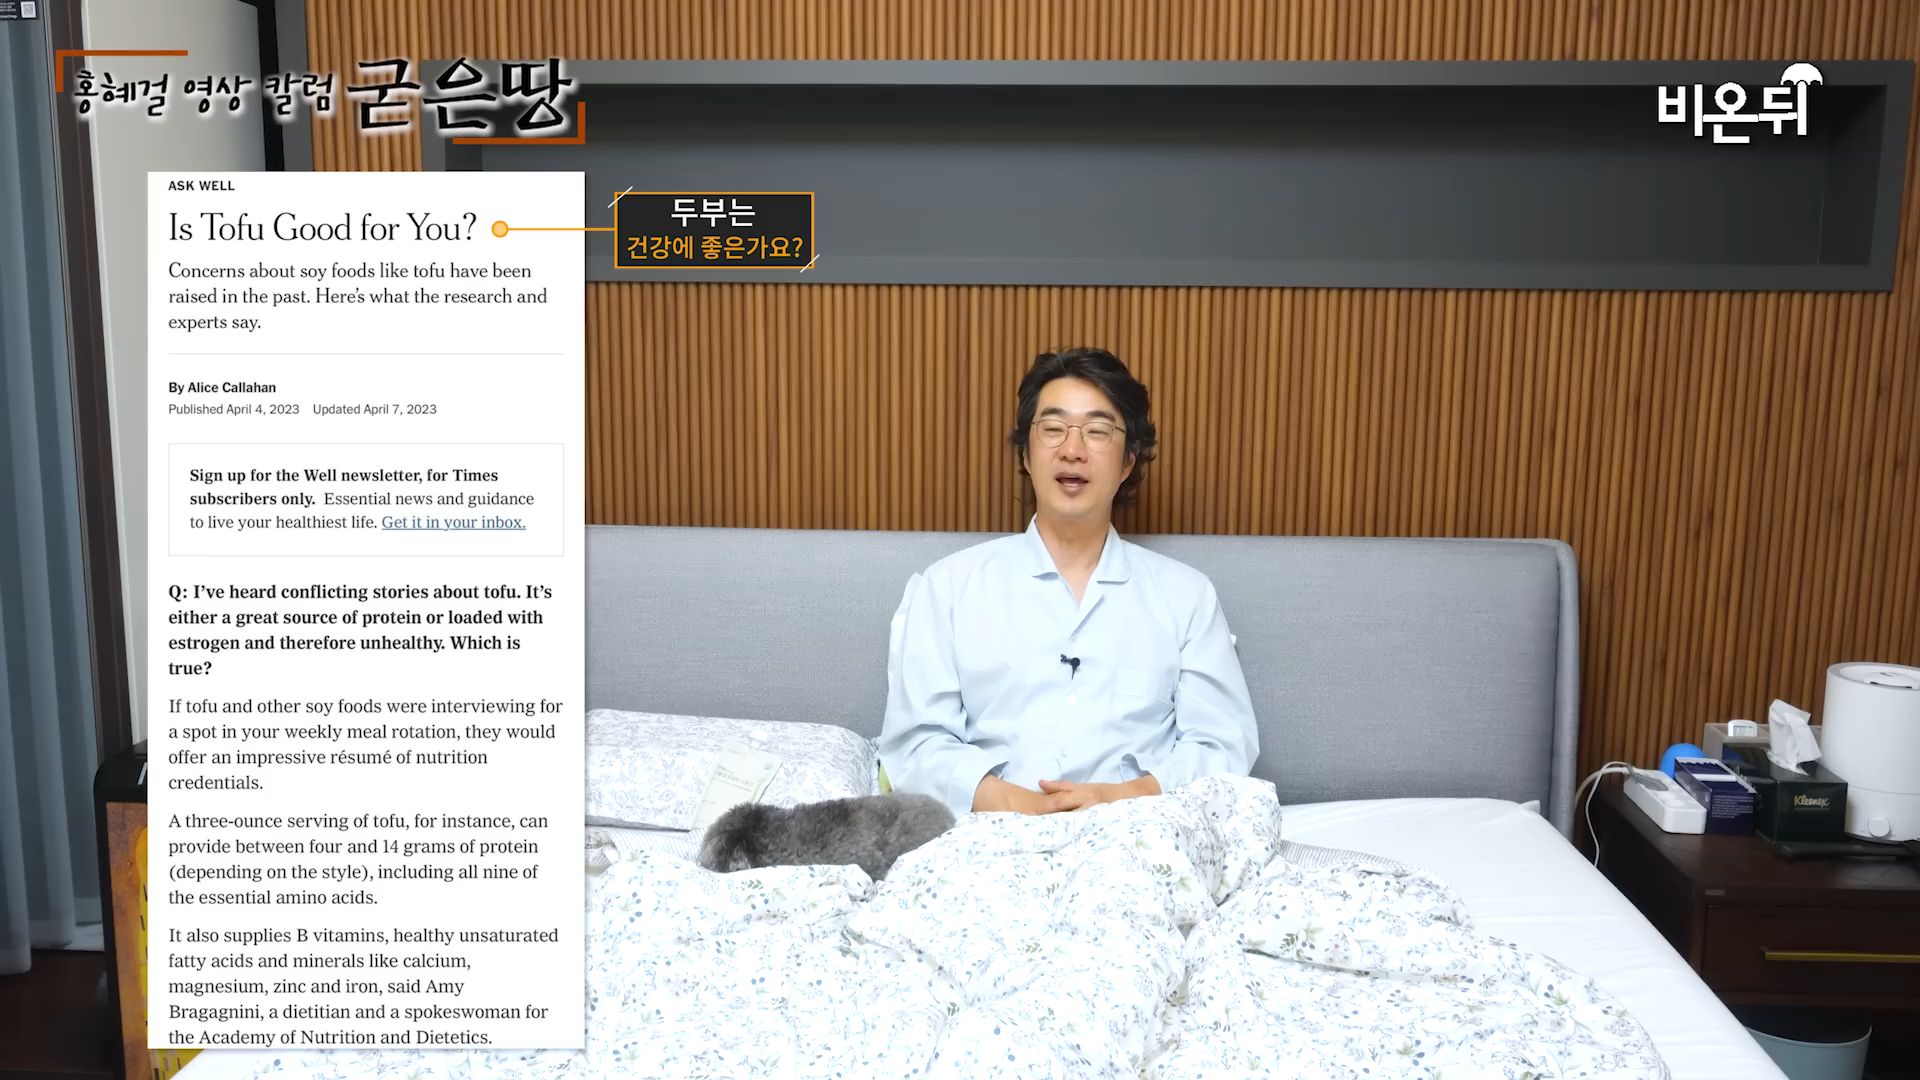 홍혜걸 영상 칼럼 굳은땅
비온뒤
ASK WELL
Is Tofu Good for You?
두부는
건강에 좋은가요?
Concerns about soy foods like tofu have been
raised in the past. Here's what the research and
experts say.
By Alice Callahan
Published April 4, 2023 Updated April 7, 2023
Sign up for the Well newsletter, for Times
subscribers only. Essential news and guidance
to live your healthiest life. Get it in your inbox.
Q: I've heard conflicting stories about tofu. It's
either a great source of protein or loaded with
estrogen and therefore unhealthy. Which is
true?
If tofu and other soy foods were interviewing for
a spot in your weekly meal rotation, they would
offer an impressive résumé of nutrition
credentials.
A three-ounce serving of tofu, for instance, can
provide between four and 14 grams of protein
(depending on the style), including all nine of
the essential amino acids.
It also supplies B vitamins, healthy unsaturated
fatty acids and minerals like calcium,
magnesium, zinc and iron, said Amy
Bragagnini, a dietitian and a spokeswoman for
the Academy of Nutrition and Dietetics.
Kleenex